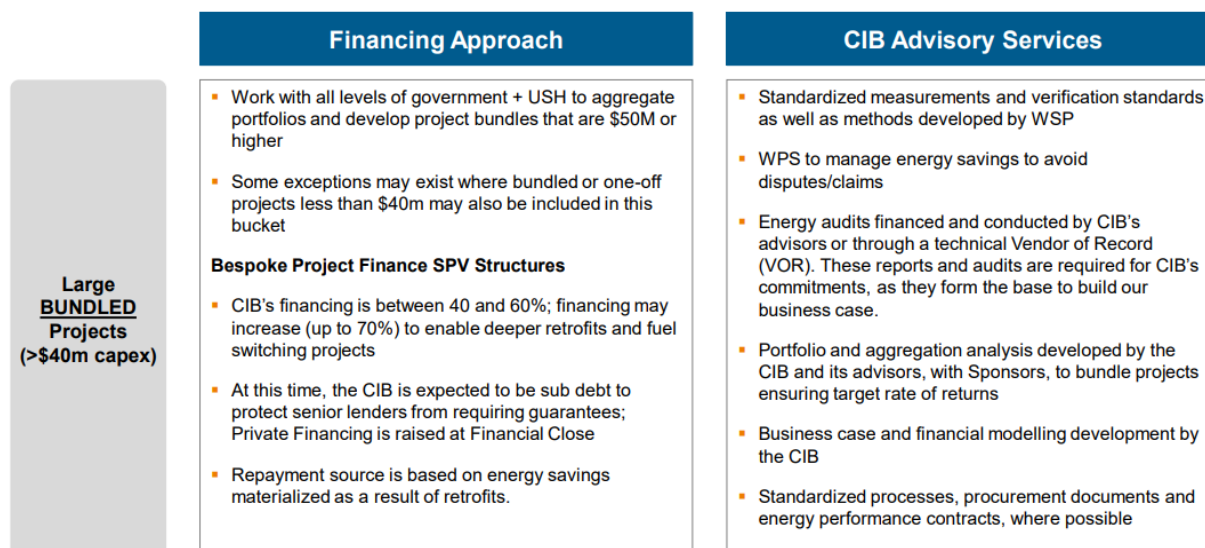 Financing Approach
CIB Advisory Services
Large
BUNDLED
Projects
(>$40m capex)
▪ Work with all levels of government + USH to aggregate
portfolios and develop project bundles that are $50M or
higher
▪ Some exceptions may exist where bundled or one-off
projects less than $40m may also be included in this
bucket
Bespoke Project Finance SPV Structures
▪ CIB's financing is between 40 and 60%; financing may
increase (up to 70%) to enable deeper retrofits and fuel
switching projects
▪ At this time, the CIB is expected to be sub debt to
protect senior lenders from requiring guarantees;
Private Financing is raised at Financial Close
▪ Repayment source is based on energy savings
materialized as a result of retrofits.
▪ Standardized measurements and verification standards
as well as methods developed by WSP
▪ WPS to manage energy savings to avoid
disputes/claims
▪ Energy audits financed and conducted by CIB's
advisors or through a technical Vendor of Record
(VOR). These reports and audits are required for CIB's
commitments, as they form the base to build our
business case.
▪ Portfolio and aggregation analysis developed by the
CIB and its advisors, with Sponsors, to bundle projects
ensuring target rate of returns
▪ Business case and financial modelling development by
the CIB
▪ Standardized processes, procurement documents and
energy performance contracts, where possible